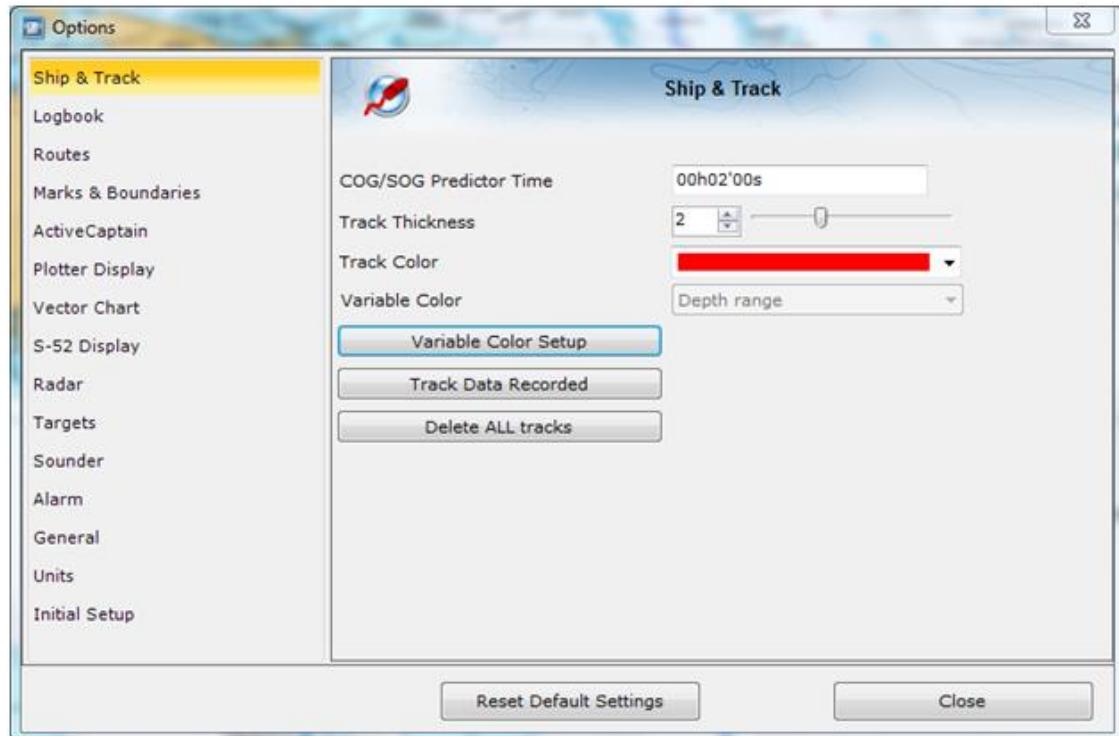 Options
Ship & Track
Logbook
Routes
Marks & Boundaries
ActiveCaptain
Plotter Display
Vector Chart
S-52 Display
Radar
Targets
Sounder
Alarm
General
Units
Initial Setup
Ship & Track
COG/SOG Predictor Time 00h02'00s
Track Thickness 2
Track Color
Variable Color Depth range
Variable Color Setup
Track Data Recorded
Delete ALL tracks
Reset Default Settings Close